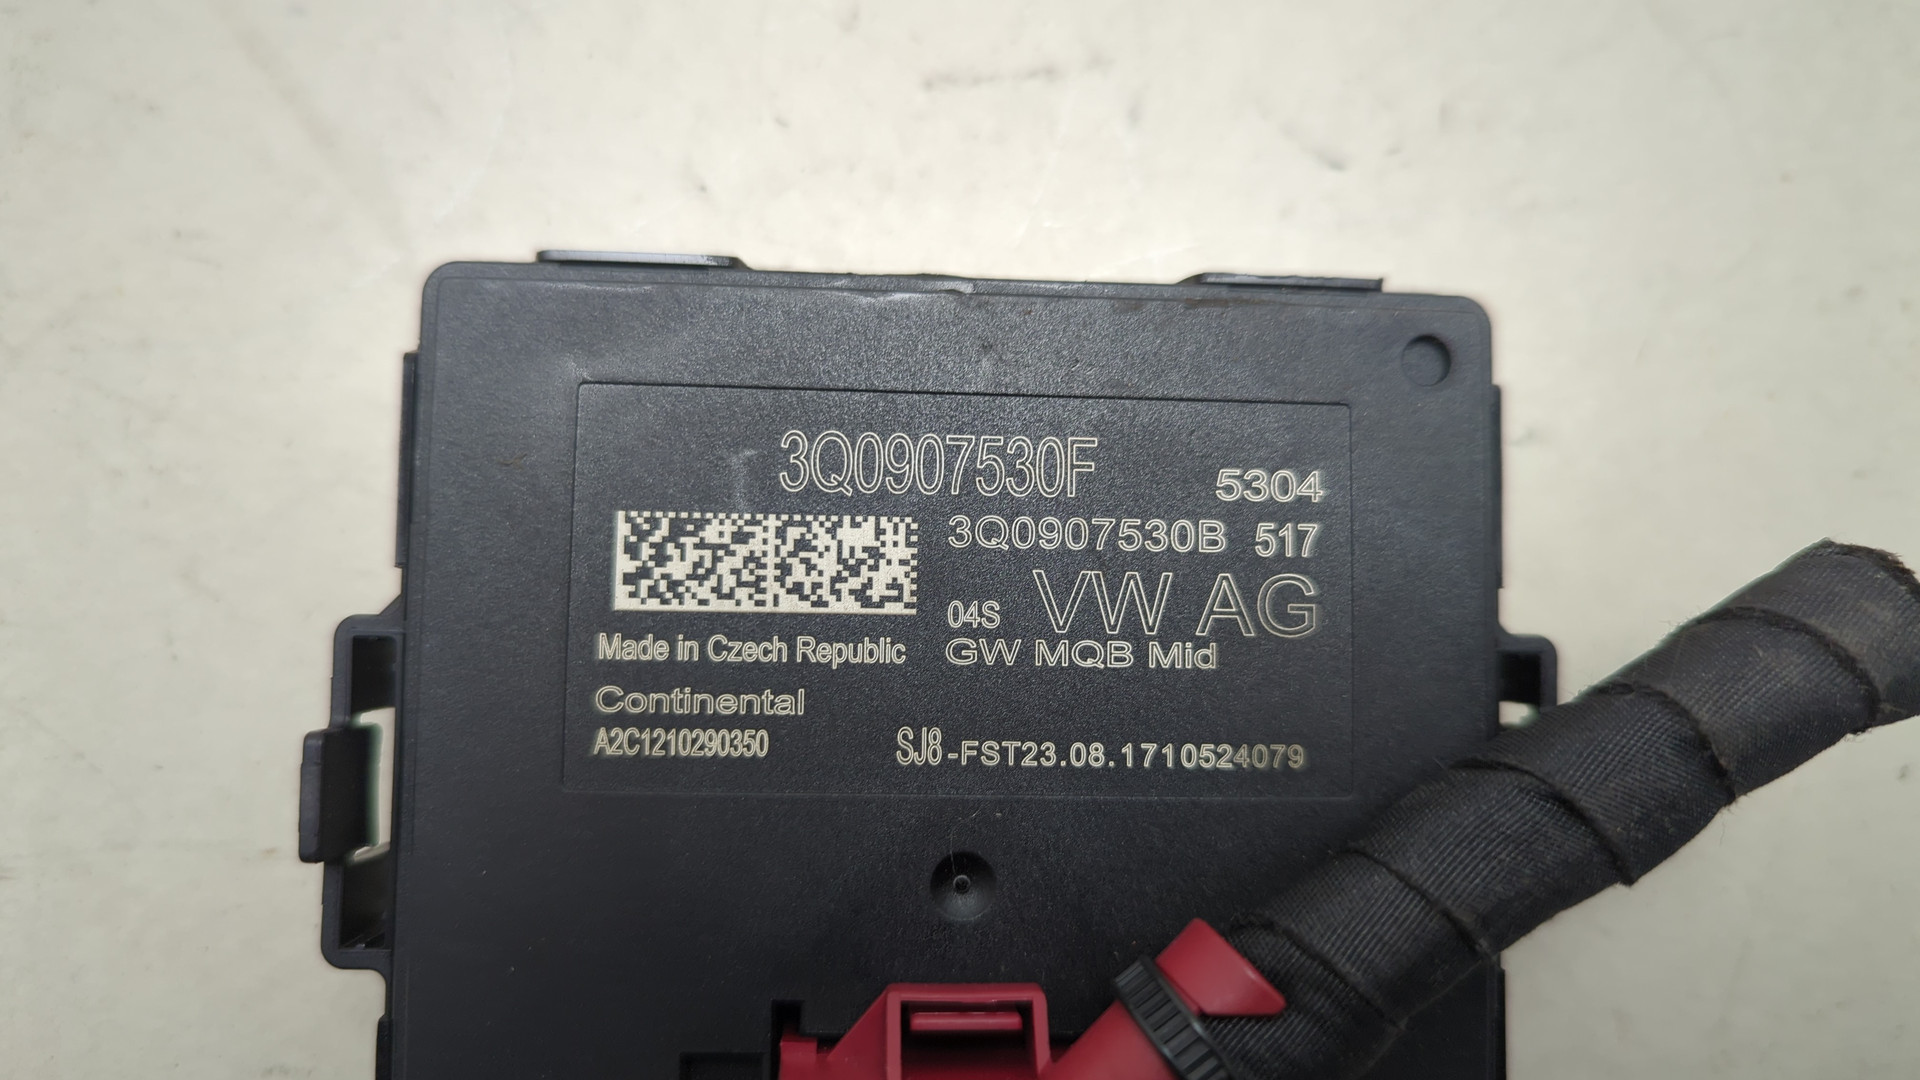 3Q0907530F
5304
3Q0907530B 517
04S VW AG
Made in Czech Republic
GW MQB Mid
Continental
A2C1210290350
SJ8-FST23.08.1710524079